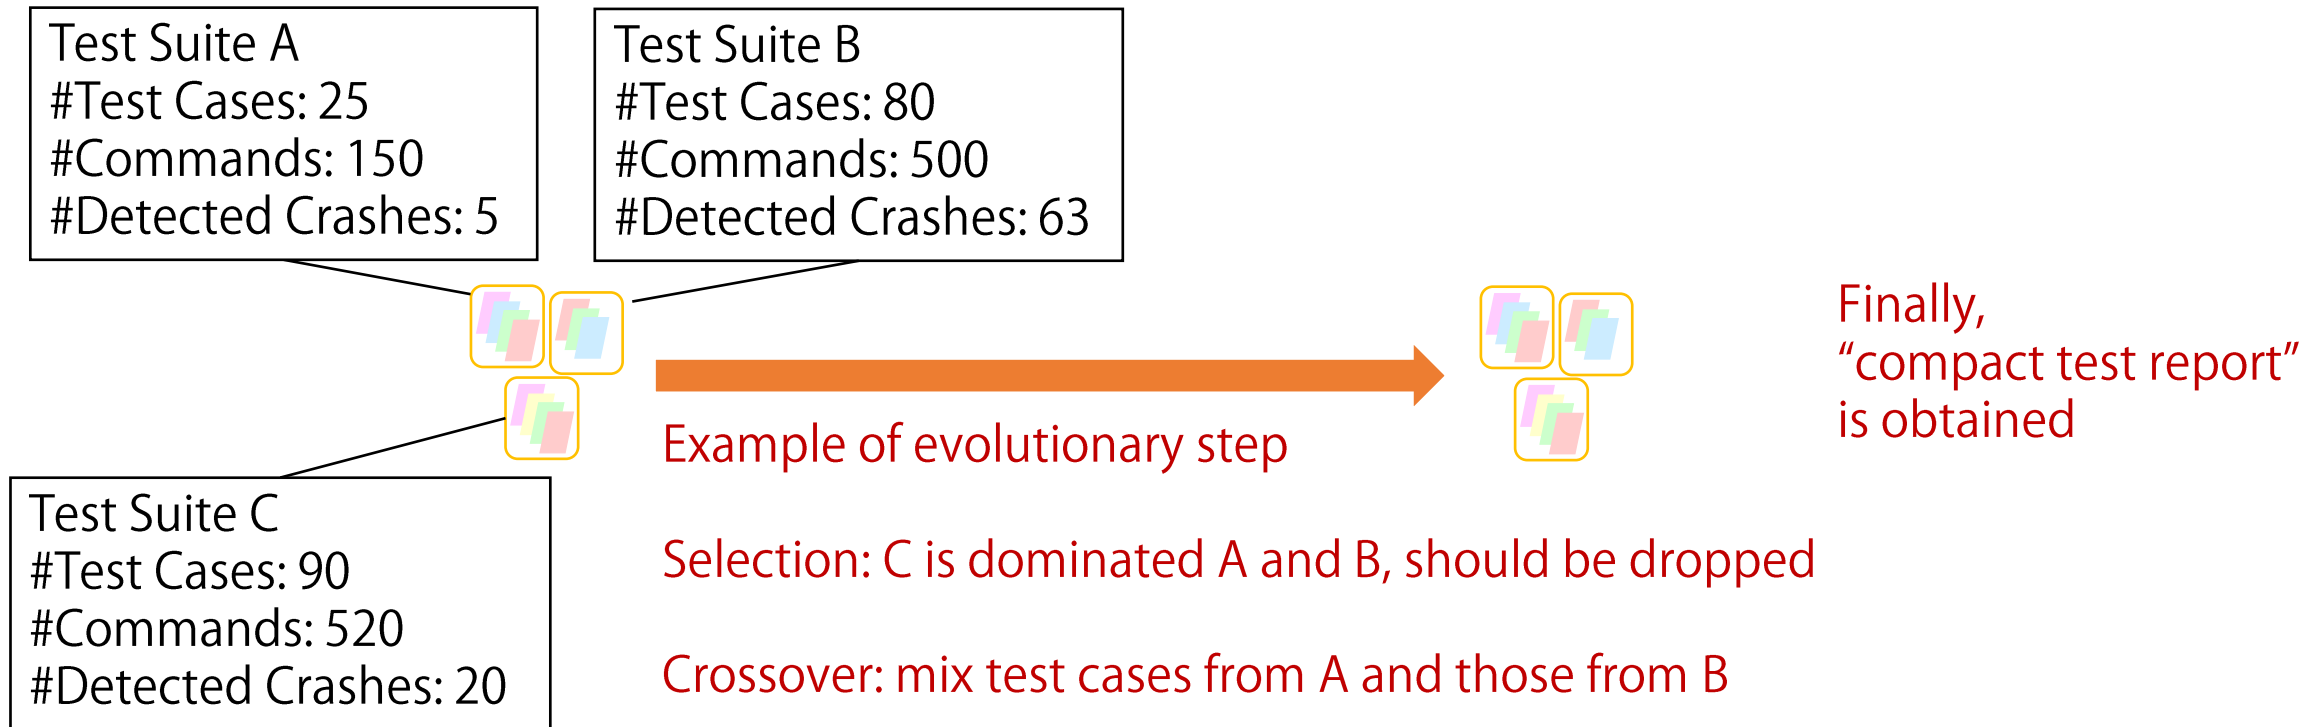 Test Suite A
#Test Cases: 25
#Commands: 150
#Detected Crashes: 5
Test Suite B
#Test Cases: 80
#Commands: 500
#Detected Crashes: 63
Test Suite C
#Test Cases: 90
#Commands: 520
#Detected Crashes: 20
Example of evolutionary step
Selection: C is dominated A and B, should be dropped
Crossover: mix test cases from A and those from B
Finally,
“compact test report”
is obtained